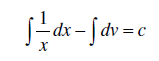 ∫ 1/x dx − ∫ dv = c